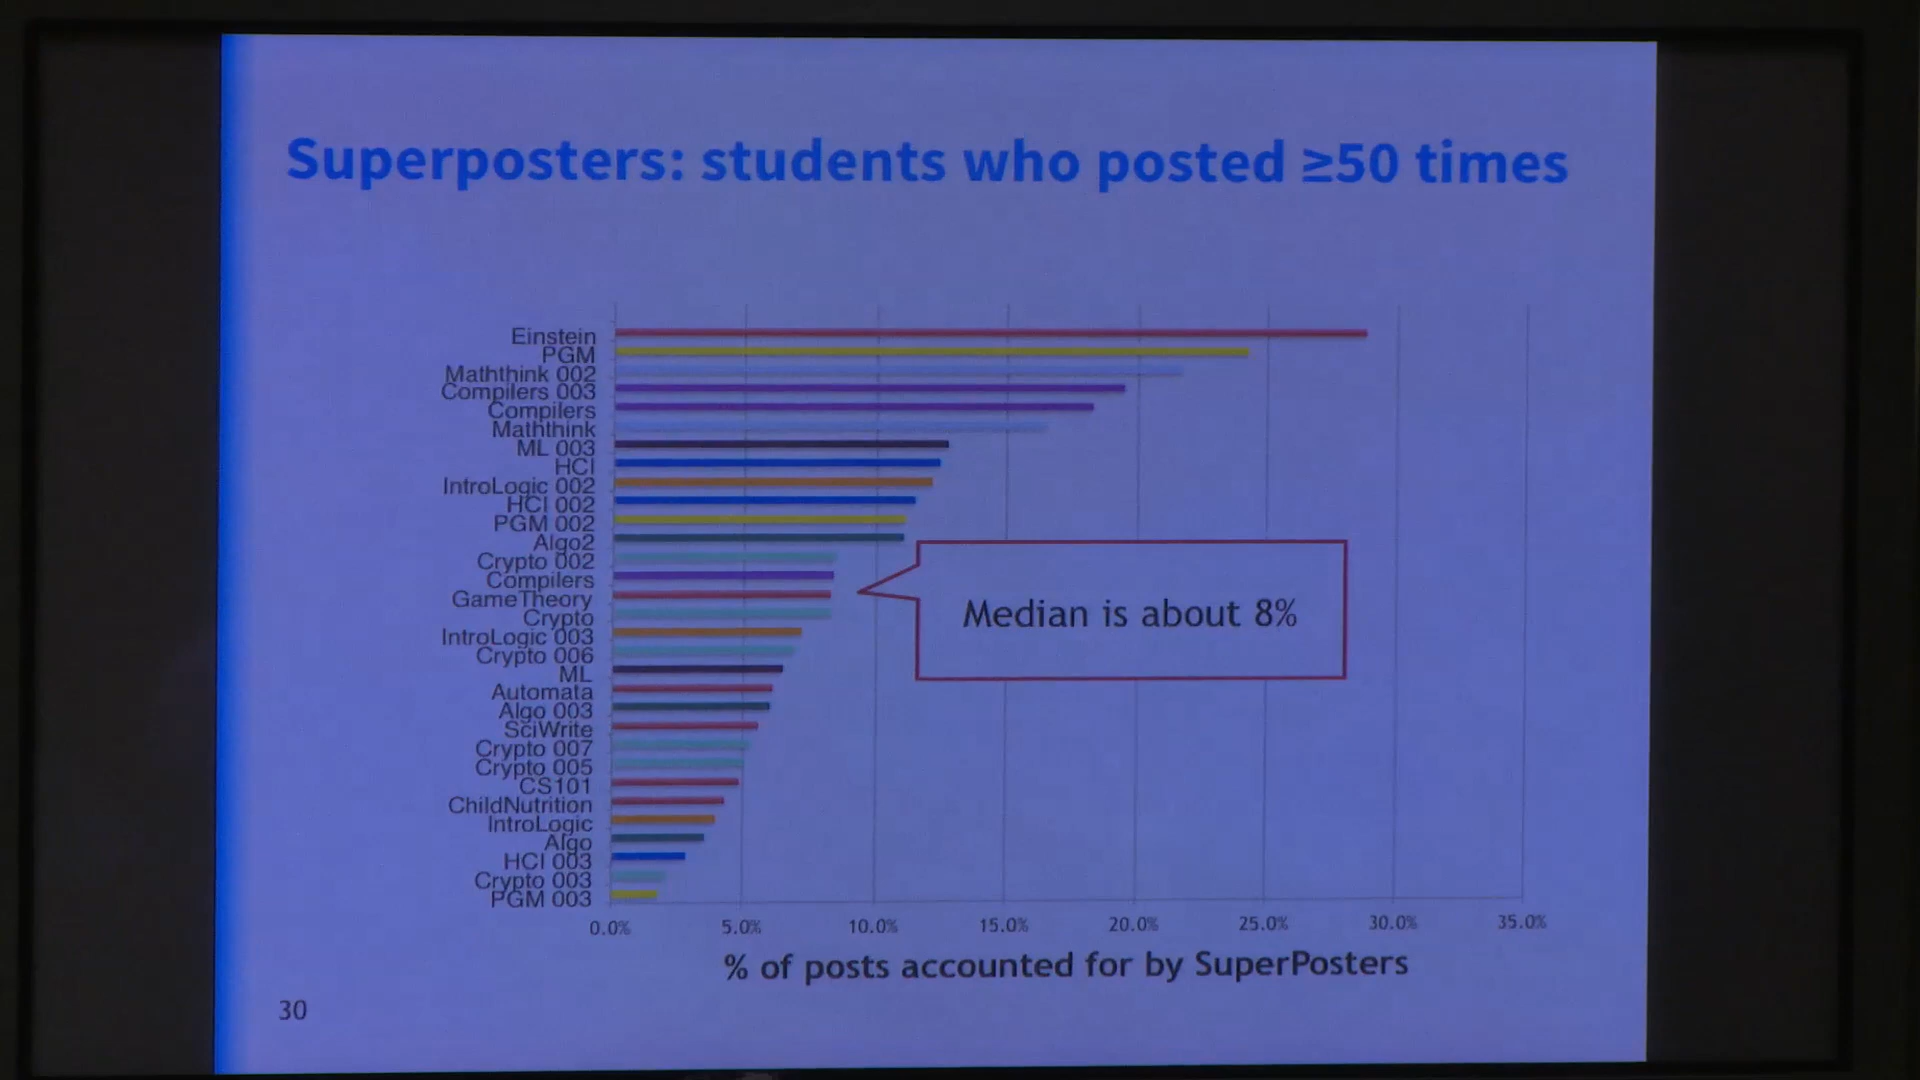 Superposters: students who posted ≥50 times
Einstein
PGM
Maththink 002
Compilers 003
Compilers
Maththink
ML 003
HCI
IntroLogic 002
HCI 002
PGM 002
Algo2
Crypto 002
Compilers
GameTheory
Crypto
IntroLogic 003
Crypto 006
ML
Automata
Algo 003
SciWrite
Crypto 007
Crypto 005
CS101
ChildNutrition
IntroLogic
Algo
HCI 003
Crypto 003
PGM 003
Median is about 8%
0.0% 5.0% 10.0% 15.0% 20.0% 25.0% 30.0% 35.0%
% of posts accounted for by SuperPosters
30